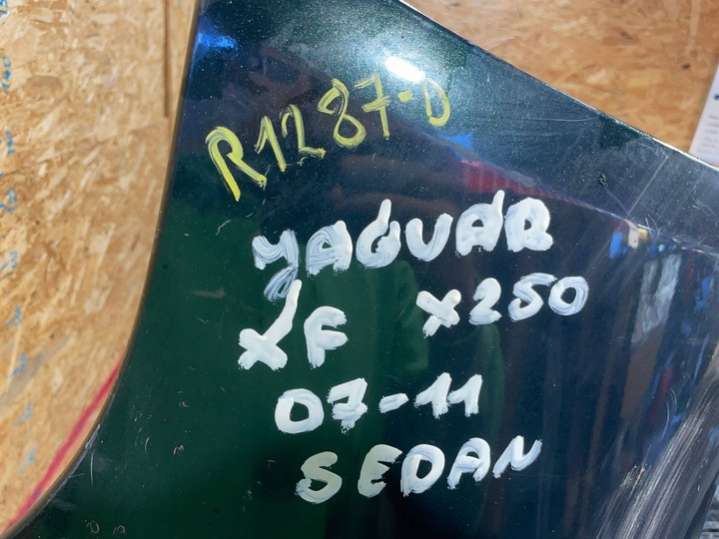 R1287-D
YAGUAR
XF X250
07-11
SEDAN